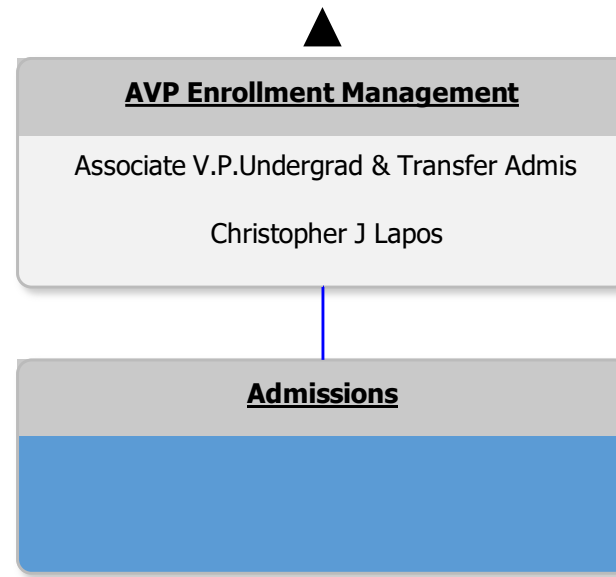 AVP Enrollment Management
Associate V.P.Undergrad & Transfer Admis
Christopher J Lapos
Admissions